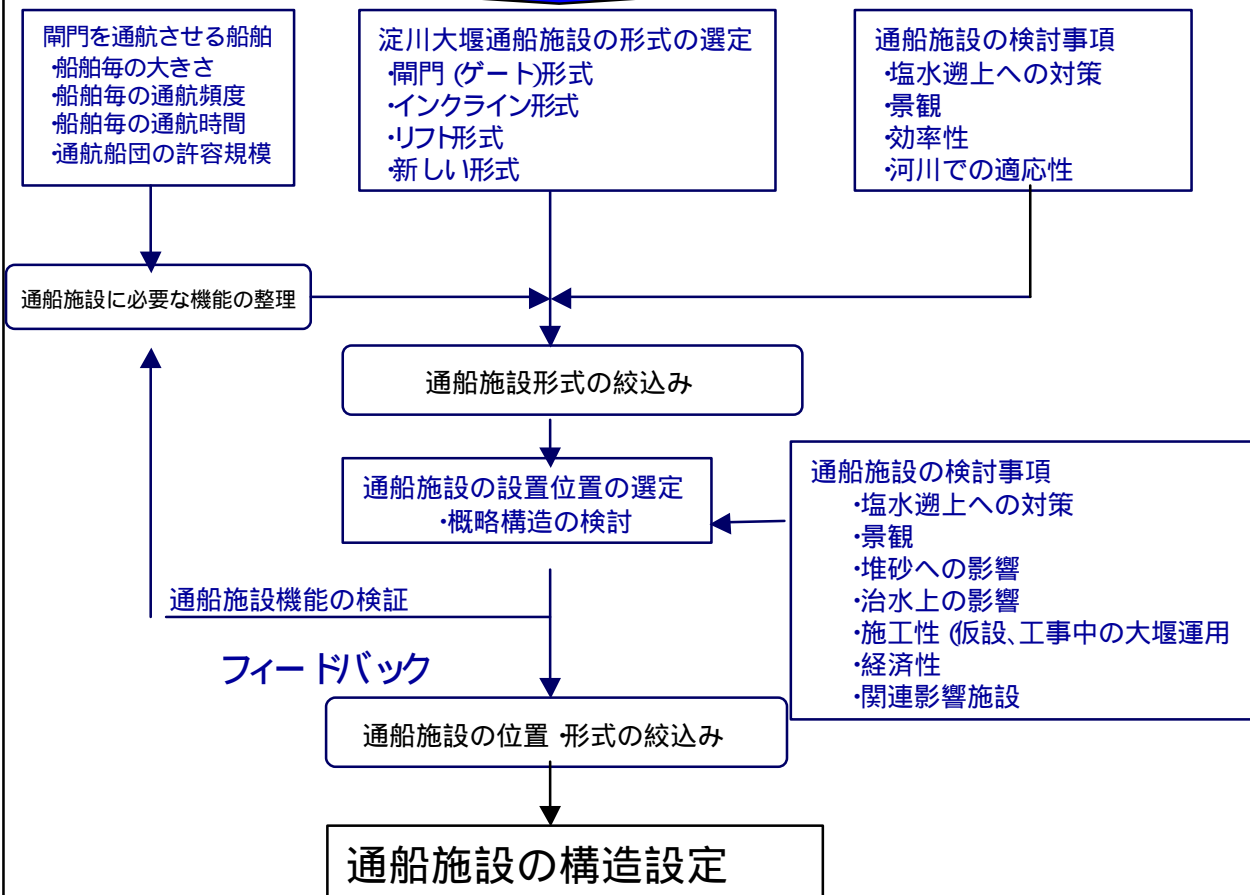 閘門を通航させる船舶
・船舶毎の大きさ
・船舶毎の通航頻度
・船舶毎の通航時間
・通航船団の許容規模
淀川大堰通船施設の形式の選定
・閘門 (ゲート)形式
・インクライン形式
・リフト形式
・新しい形式
通船施設の検討事項
・塩水遡上への対策
・景観
・効率性
・河川での適応性
通船施設に必要な機能の整理
通船施設形式の絞込み
通船施設の設置位置の選定
・概略構造の検討
通船施設の検討事項
・塩水遡上への対策
・景観
・堆砂への影響
・治水上の影響
・施工性 (仮設、工事中の大堰運用
・経済性
・関連影響施設
通船施設機能の検証
フィードバック
通船施設の位置・形式の絞込み
通船施設の構造設定